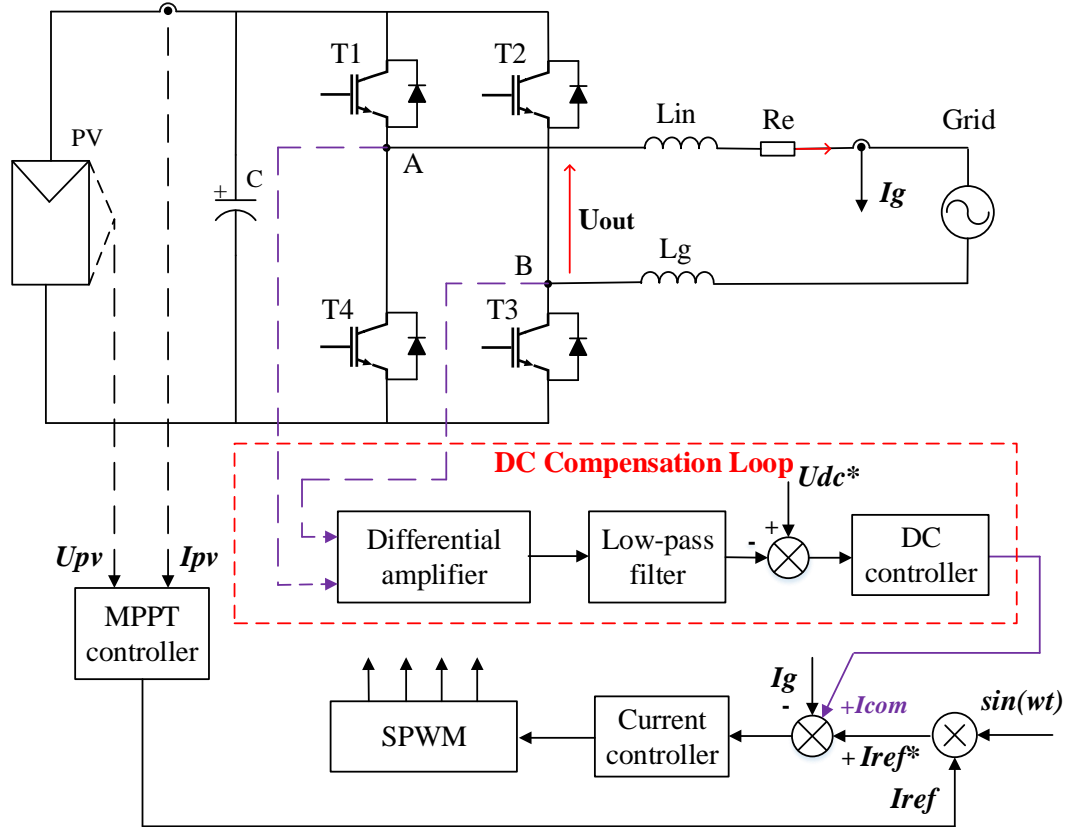 T1
T2
PV
+
C
A
Lin
Re
Grid
Ig
Uout
B
Lg
T4
T3
DC Compensation Loop
Udc*
+
-
Differential
amplifier
Low-pass
filter
DC
controller
Upv
Ipv
MPPT
controller
Ig
-
+Icom
sin(wt)
SPWM
Current
controller
+ Iref*
Iref